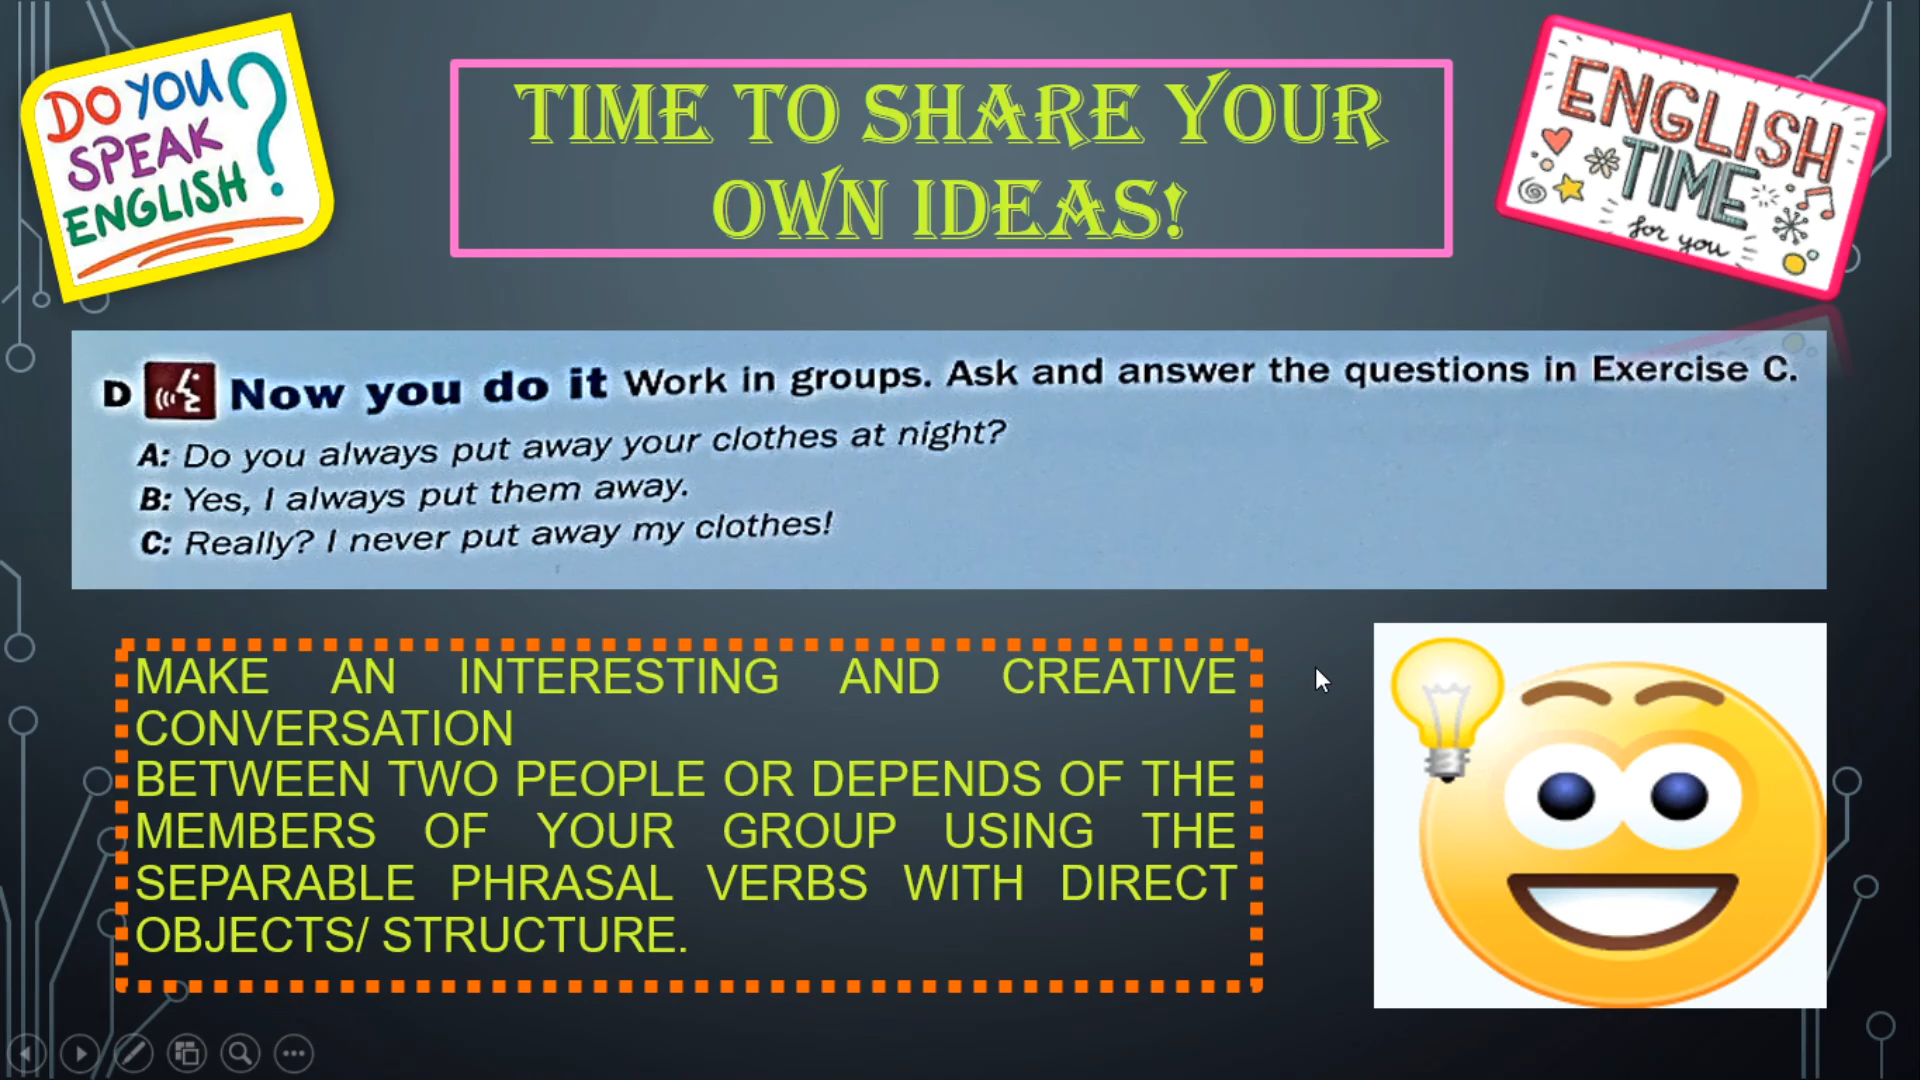 DO YOU
SPEAK
ENGLISH?
TIME TO SHARE YOUR
OWN IDEAS!
ENGLISH
TIME
for you
D Now you do it Work in groups. Ask and answer the questions in Exercise C.
A: Do you always put away your clothes at night?
B: Yes, I always put them away.
C: Really? I never put away my clothes!
MAKE AN INTERESTING AND CREATIVE
CONVERSATION
BETWEEN TWO PEOPLE OR DEPENDS OF THE
MEMBERS OF YOUR GROUP USING THE
SEPARABLE PHRASAL VERBS WITH DIRECT
OBJECTS/ STRUCTURE.